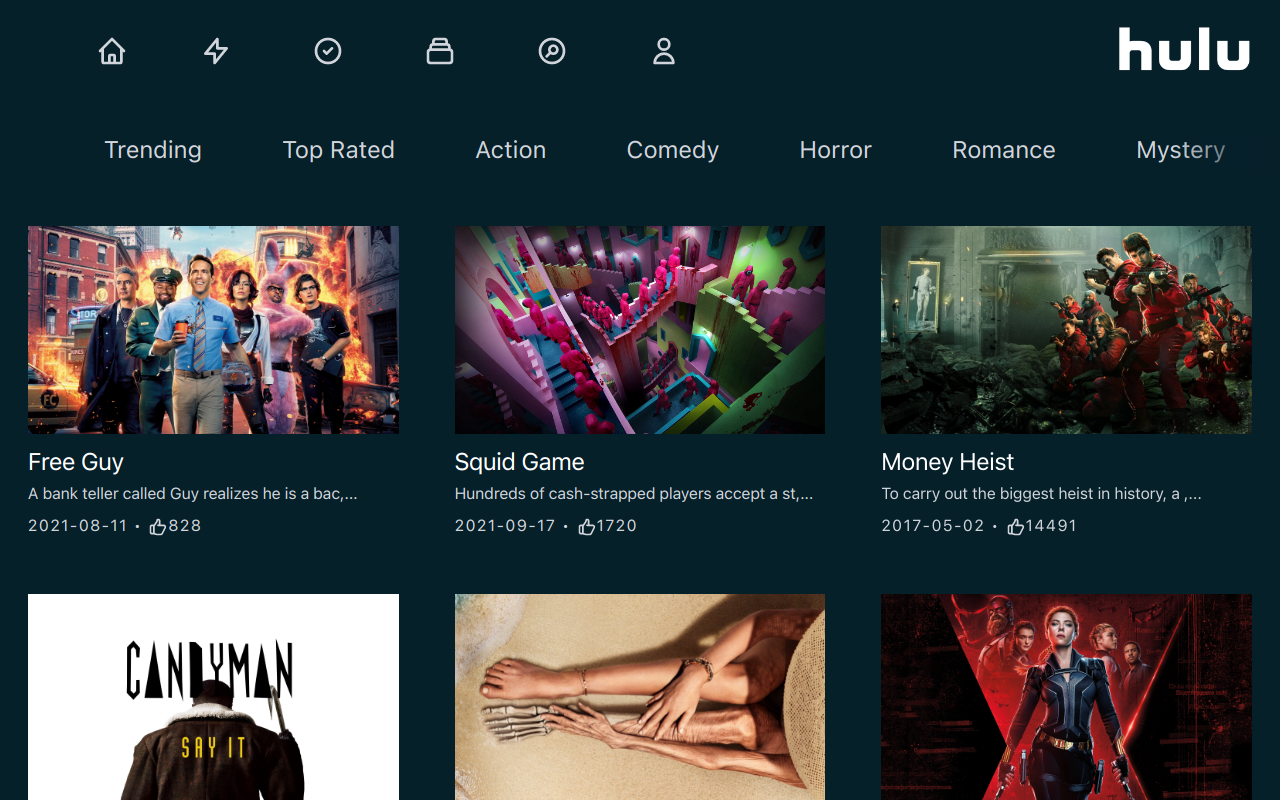 hulu
Trending Top Rated Action Comedy Horror Romance Mystery
FC
Free Guy
A bank teller called Guy realizes he is a bac,...
2021-08-11 · 828
Squid Game
Hundreds of cash-strapped players accept a st,...
2021-09-17 · 1720
Money Heist
To carry out the biggest heist in history, a ,...
2017-05-02 · 14491
CANDYMAN
SAY IT